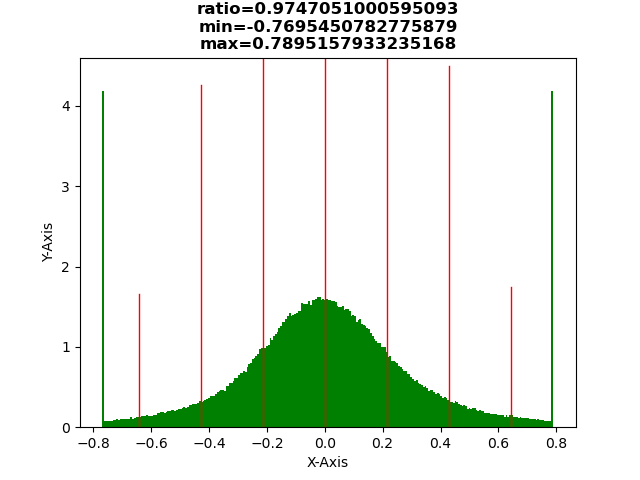 ratio=0.9747051000595093
min=-0.7695450782775879
max=0.7895157933235168
4
3
2
1
0
Y-Axis
−0.8 −0.6 −0.4 −0.2 0.0 0.2 0.4 0.6 0.8
X-Axis